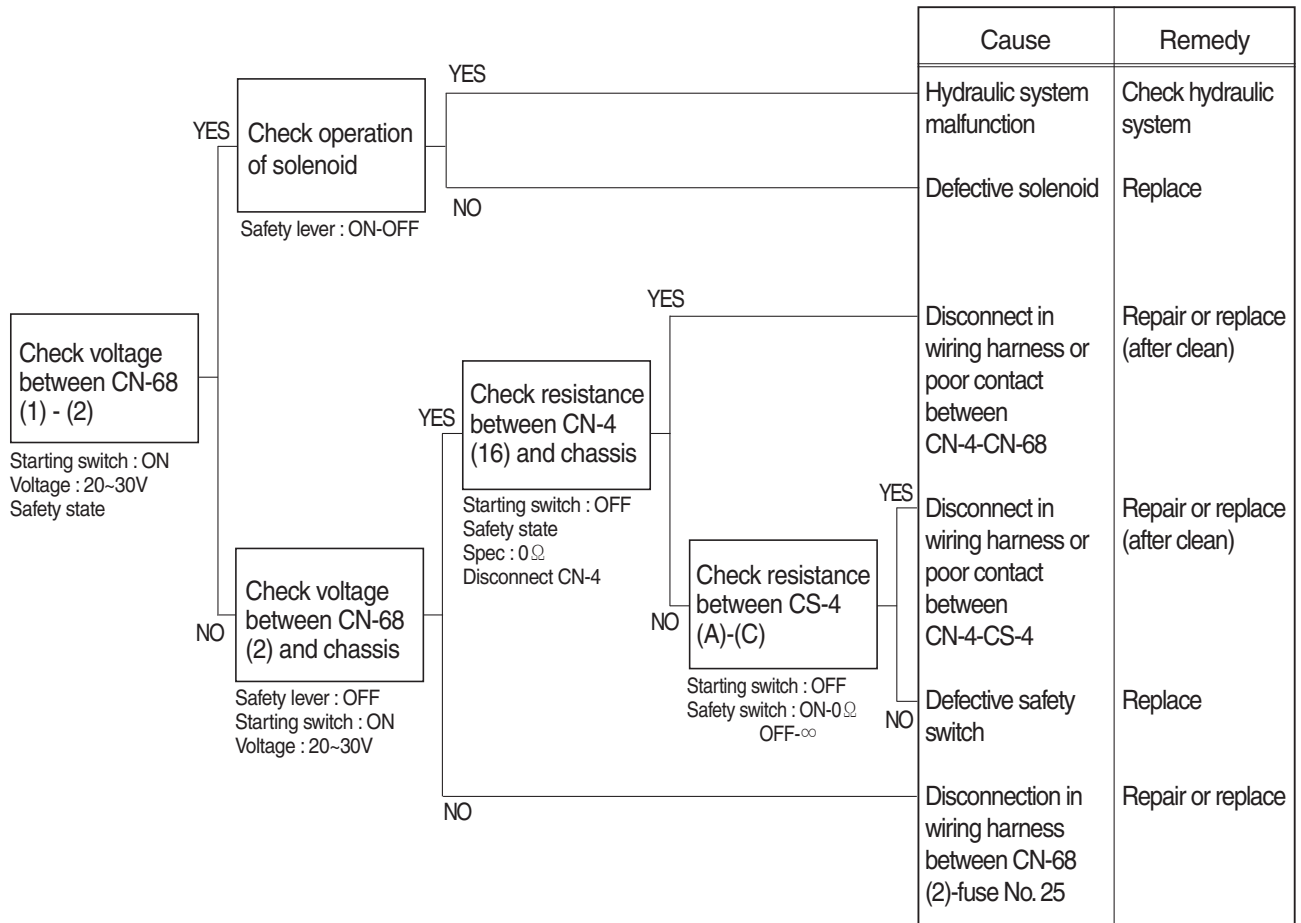 Cause
Remedy
YES
Hydraulic system
malfunction
Check hydraulic
system
YES
Check operation
of solenoid
NO
Defective solenoid
Replace
Safety lever : ON-OFF
YES
Disconnect in
wiring harness or
poor contact
between
CN-4-CN-68
Repair or replace
(after clean)
Check voltage
between CN-68
(1) - (2)
Starting switch : ON
Voltage : 20~30V
Safety state
YES
Check resistance
between CN-4
(16) and chassis
Starting switch : OFF
Safety state
Spec : 0Ω
Disconnect CN-4
YES
Disconnect in
wiring harness or
poor contact
between
CN-4-CS-4
Repair or replace
(after clean)
NO
Check voltage
between CN-68
(2) and chassis
Safety lever : OFF
Starting switch : ON
Voltage : 20~30V
NO
Check resistance
between CS-4
(A)-(C)
Starting switch : OFF
Safety switch : ON-0Ω
OFF-∞
NO
Defective safety
switch
Replace
NO
Disconnection in
wiring harness
between CN-68
(2)-fuse No. 25
Repair or replace